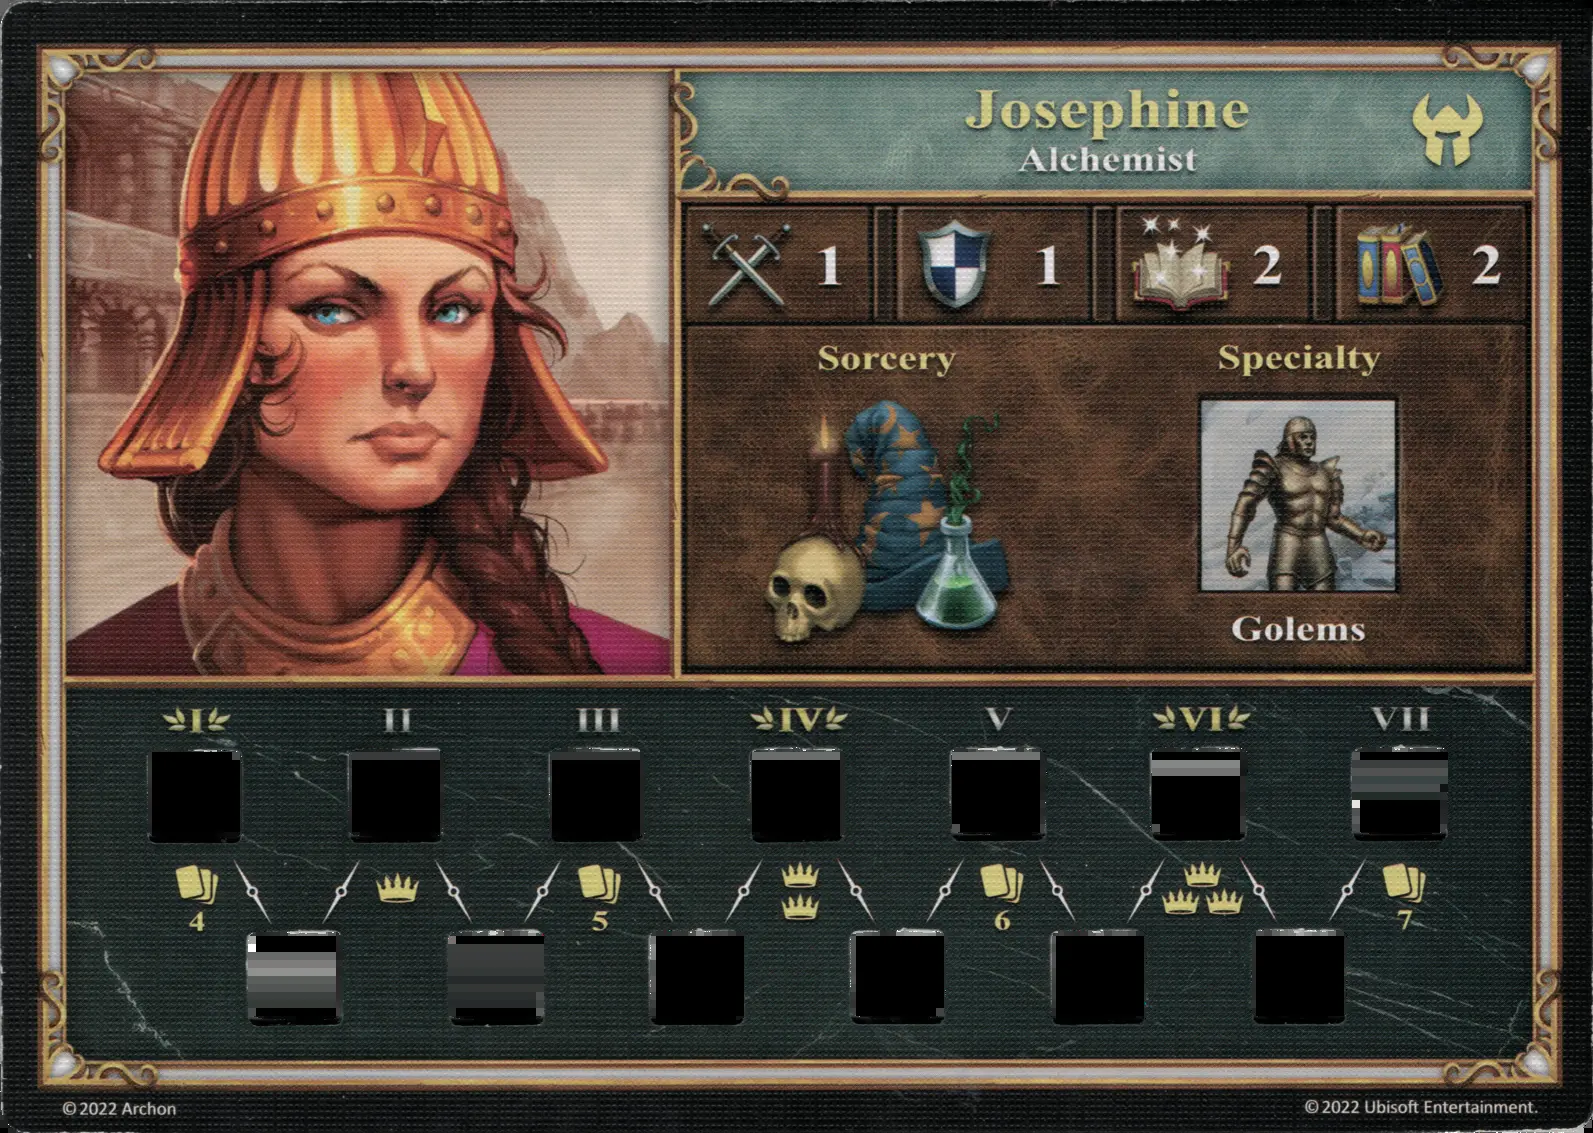 Josephine
Alchemist
1 1 2 2
Sorcery Specialty
Golems
I II III IV V VI VII
4 5 6 7
©2022 Archon ©2022 Ubisoft Entertainment.